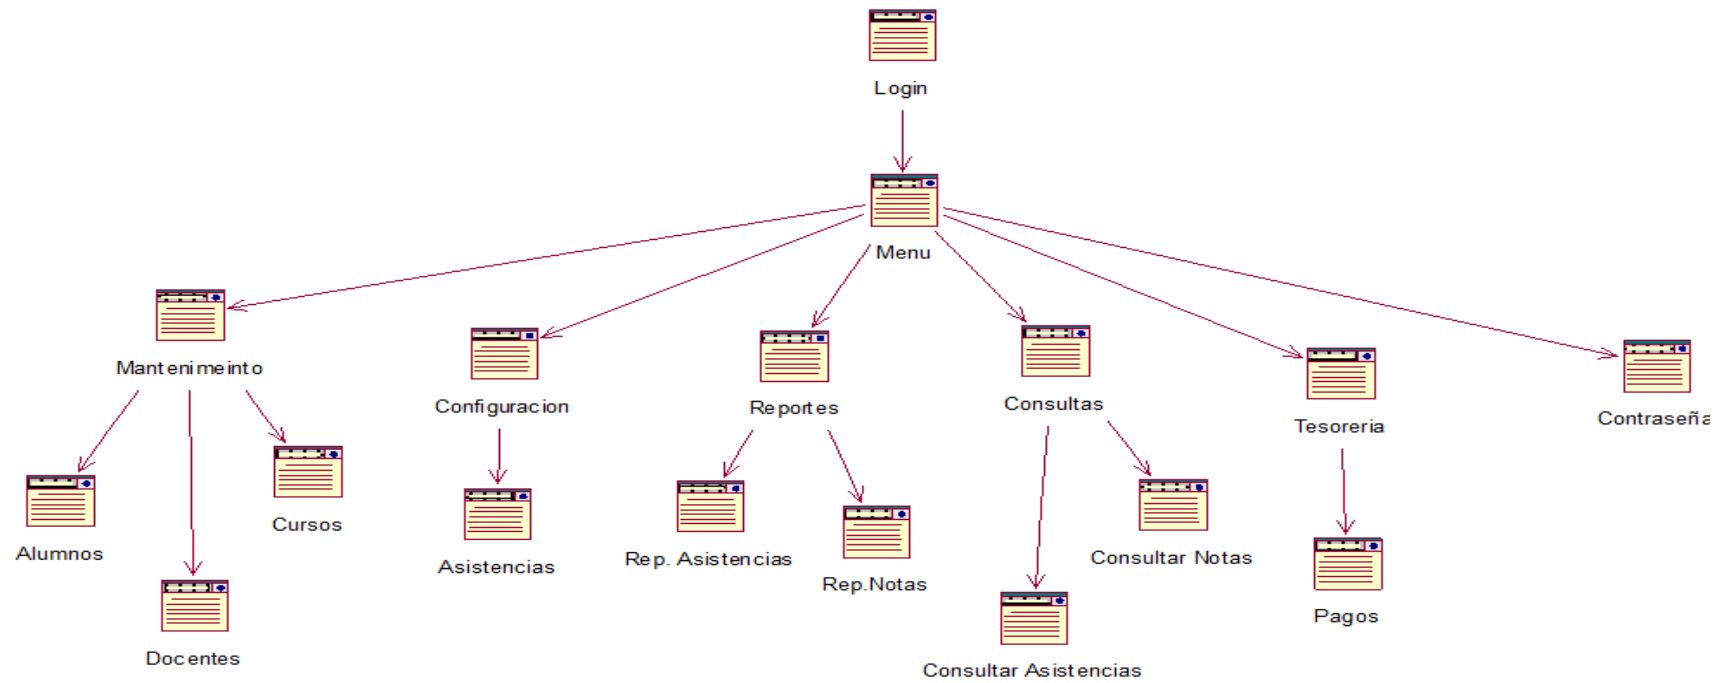 Login
Menu
Mantenimeinto
Configuracion
Reportes
Consultas
Tesoreria
Contraseña
Alumnos
Docentes
Cursos
Asistencias
Rep. Asistencias
Rep.Notas
Consultar Asistencias
Consultar Notas
Pagos